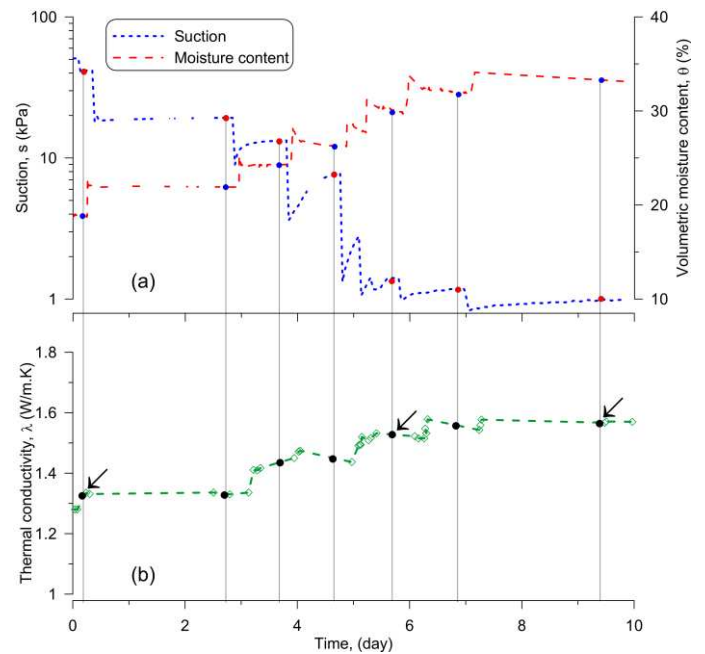 100
10
1
Suction, s (kPa)
Suction
Moisture content
40
30
20
10
Volumetric moisture content, θ (%)
(a)
1.8
1.6
1.4
1.2
1
Thermal conductivity, λ (W/m.K)
(b)
0 2 4 6 8 10
Time, (day)